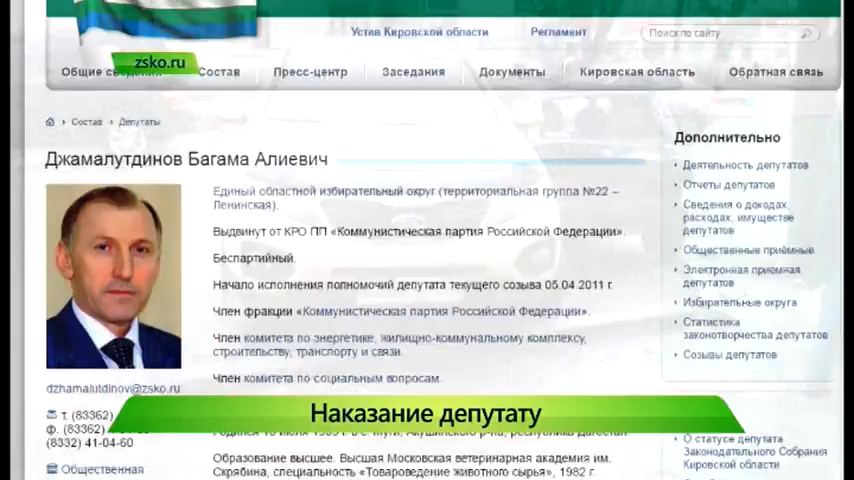 Устав Кировской области
Регламент
Поиск по сайту
zsko.ru
Общие сведения
Состав
Пресс-центр
Заседания
Документы
Кировская область
Обратная связь
Состав
Депутаты
Джамалутдинов Багама Алиевич
Единый областной избирательный округ (территориальная группа №22 –
Ленинская).
Выдвинут от КРО ПП «Коммунистическая партия Российской Федерации».
Беспартийный.
Начало исполнения полномочий депутата текущего созыва 05.04.2011 г.
Член фракции «Коммунистическая партия Российской Федерации».
Член комитета по энергетике, жилищно-коммунальному комплексу,
строительству, транспорту и связи.
Член комитета по социальным вопросам.
dzhamalutdinov@zsko.ru
т. (83362)
ф. (83362)
(8332) 41-04-60
Общественная
Наказание депутату
Образование высшее. Высшая Московская ветеринарная академия им.
Скрябина, специальность «Товароведение животного сырья», 1982 г.
Дополнительно
Деятельность депутатов
Отчеты депутатов
Сведения о доходах,
расходах, имуществе
депутатов
Общественные приёмные
Электронная приемная
депутатов
Избирательные округа
Статистика
законотворчества депутатов
Созывы депутатов
О статусе депутата
Законодательного Собрания
Кировской области